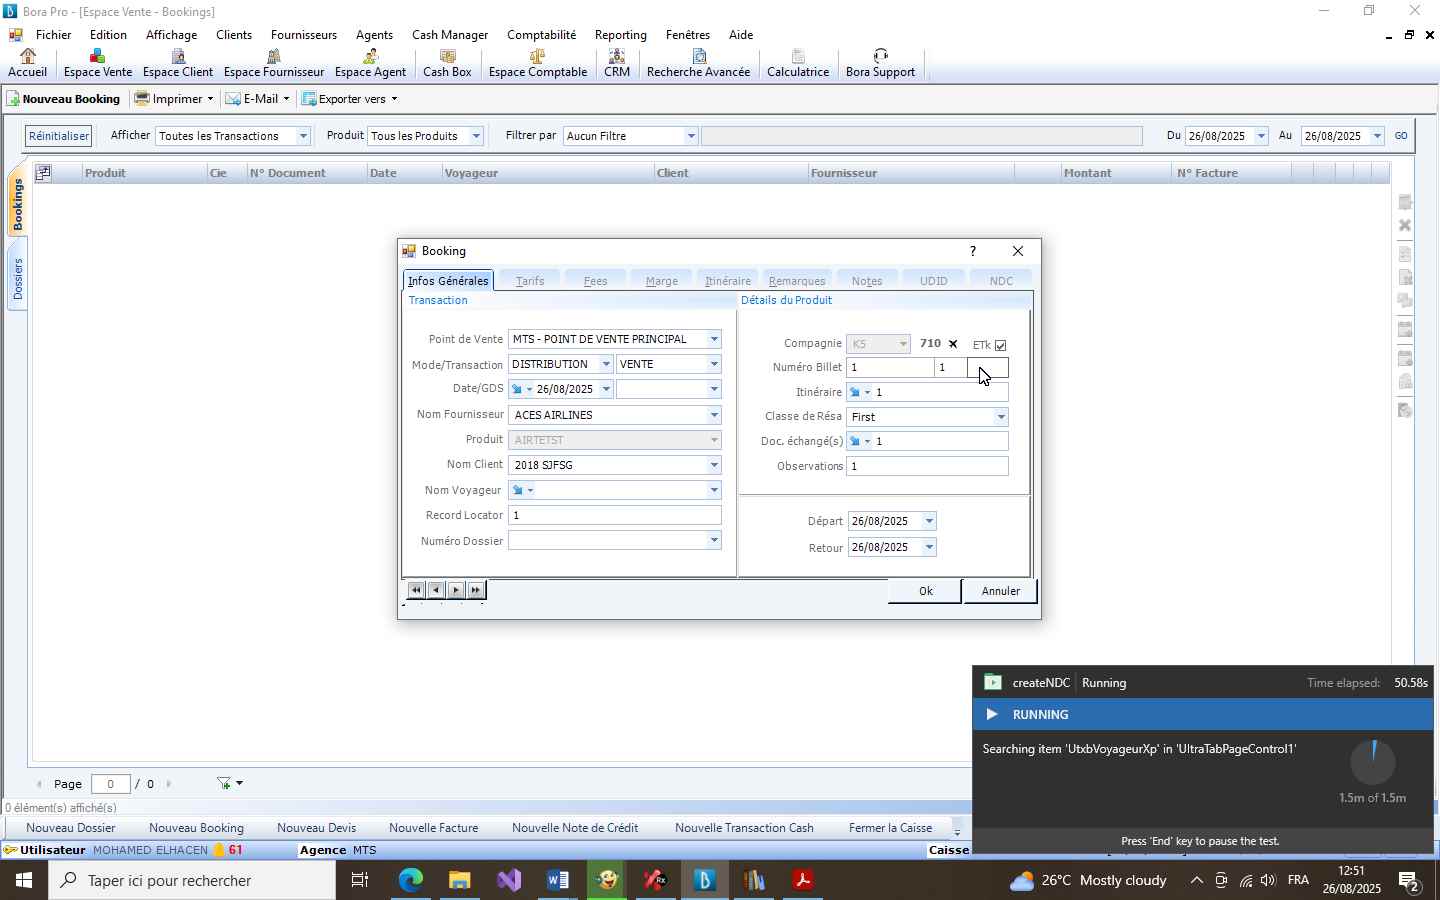 Bora Pro - [Espace Vente - Bookings]
Fichier Edition Affichage Clients Fournisseurs Agents Cash Manager Comptabilité Reporting Fenêtres Aide
Accueil Espace Vente Espace Client Espace Fournisseur Espace Agent Cash Box Espace Comptable CRM Recherche Avancée Calculatrice Bora Support
Nouveau Booking Imprimer E-Mail Exporter vers
Réinitialiser Afficher Toutes les Transactions Produit Tous les Produits Filtrer par Aucun Filtre Du 26/08/2025 Au 26/08/2025 GO
Produit Cie N° Document Date Voyageur Client Fournisseur Montant N° Facture
Bookings
Dossiers
Booking ?
Infos Générales Tarifs Fees Marge Itinéraire Remarques Notes UDID NDC
Transaction
Point de Vente MTS - POINT DE VENTE PRINCIPAL
Mode/Transaction DISTRIBUTION VENTE
Date/GDS 26/08/2025
Nom Fournisseur ACES AIRLINES
Produit AIRTETST
Nom Client 2018 SJFSG
Nom Voyageur
Record Locator 1
Numéro Dossier
Détails du Produit
Compagnie K5 710 ETk
Numéro Billet 1 1
Itinéraire 1
Classe de Résa First
Doc. échangé(s) 1
Observations 1
Départ 26/08/2025
Retour 26/08/2025
Ok Annuler
createNDC Running Time elapsed: 50.58s
RUNNING
Searching item 'UtxbVoyageurXp' in 'UltraTabPageControl1'
1.5m of 1.5m
Press 'End' key to pause the test.
Page 0 / 0
0 élément(s) affiché(s)
Nouveau Dossier Nouveau Booking Nouveau Devis Nouvelle Facture Nouvelle Note de Crédit Nouvelle Transaction Cash Fermer la Caisse
Utilisateur MOHAMED ELHACEN 61 Agence MTS Caisse
Taper ici pour rechercher
26°C Mostly cloudy FRA 12:51
26/08/2025 2